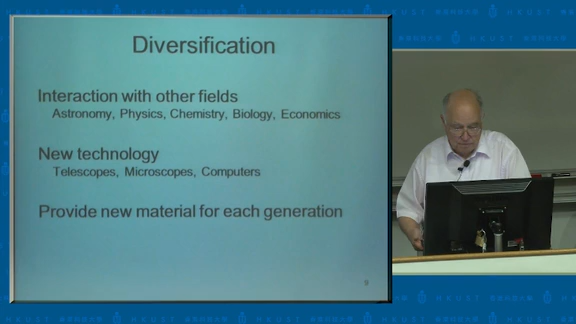 Diversification
Interaction with other fields
Astronomy, Physics, Chemistry, Biology, Economics
New technology
Telescopes, Microscopes, Computers
Provide new material for each generation
HKUST